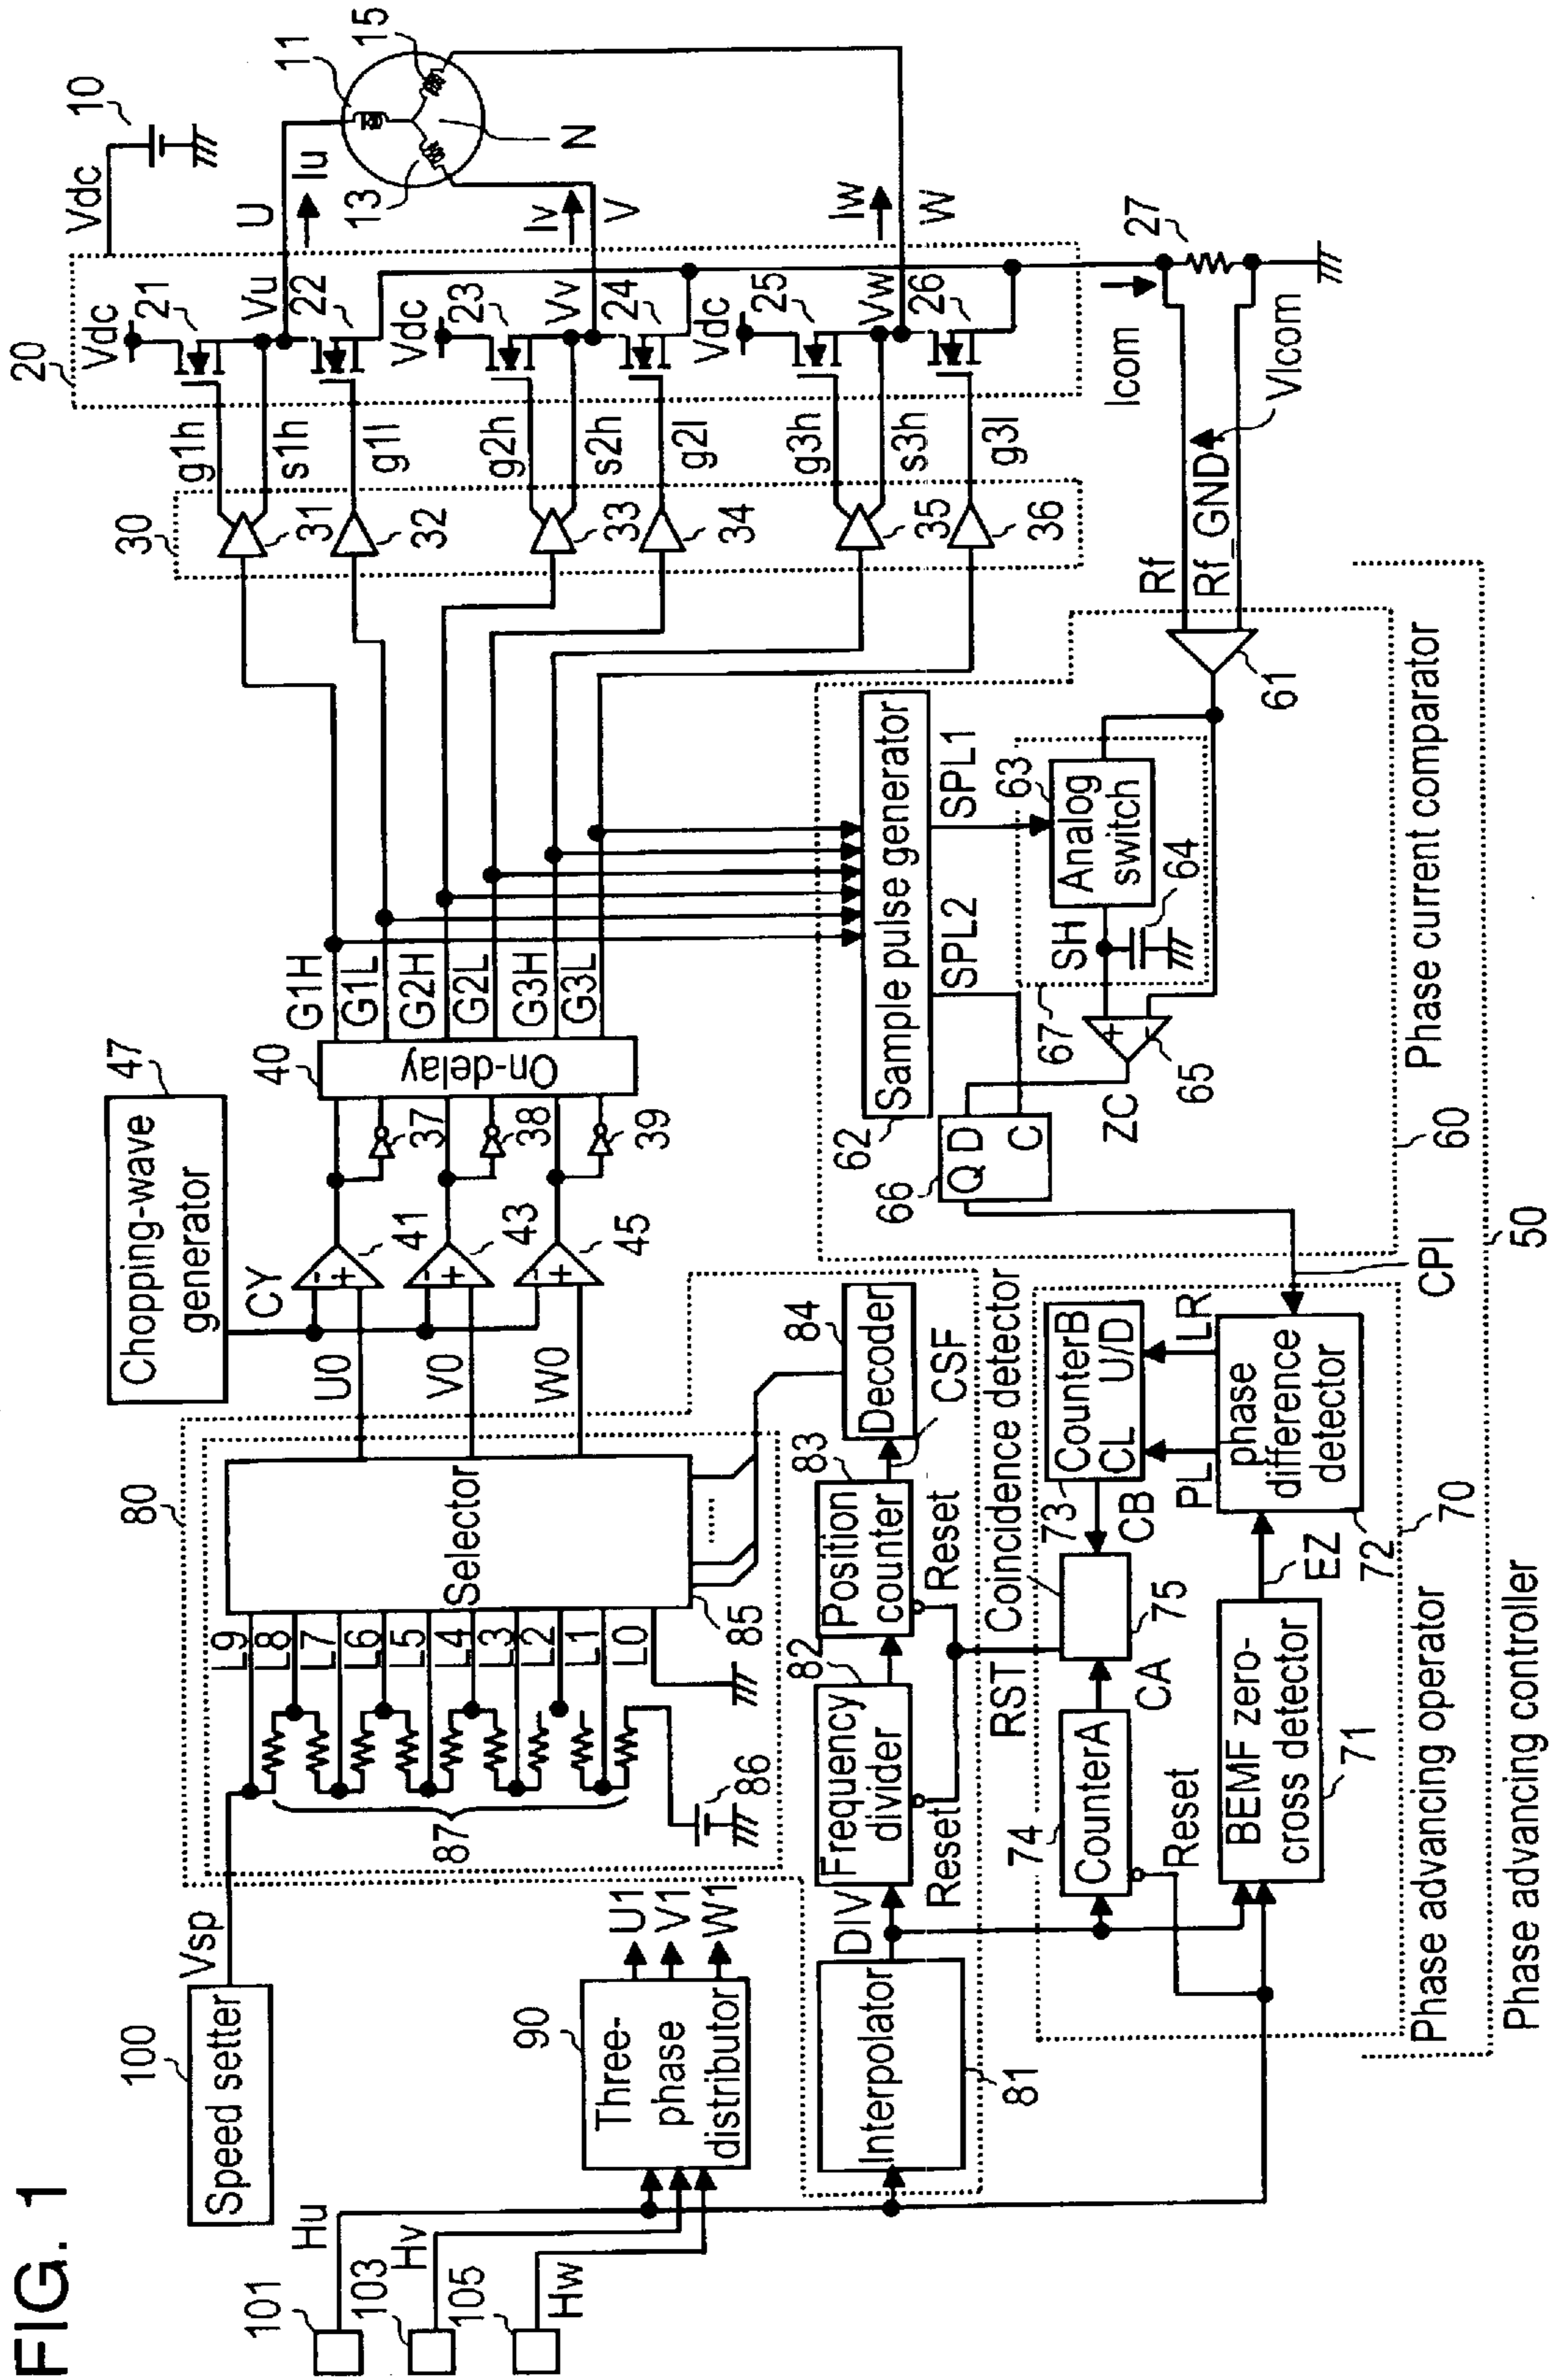 FIG. 1
101
103
105
Hu
Hv
Hw
100
Speed setter
Vsp
90
Three-
phase
distributor
U1
V1
W1
80
L9
L8
L7
L6
L5
L4
L3
L2
L1
L0
Selector
85
86
87
Interpolator
81
DIV
Frequency
divider
82
Reset
Position
counter
83
Reset
CSF
Decoder
84
RST
Coincidence detector
75
74
CounterA
CA
Reset
73
CounterB
CL U/D
CB
PL
LR
BEMF zero-
cross detector
71
EZ
phase
difference
detector
72
CPI
70
Phase advancing operator
50
Phase advancing controller
47
Chopping-wave
generator
CY
U0
V0
W0
-
+
41
-
+
43
-
+
45
37
38
39
40
On-delay
G1H
G1L
G2H
G2L
G3H
G3L
62
Sample pulse generator
SPL2
SPL1
66
Q D
C
ZC
+
-
65
67
SH
63
Analog
switch
64
61
60
Phase current comparator
30
31
32
33
34
35
36
g1h
s1h
g1l
g2h
s2h
g2l
g3h
s3h
g3l
20
Vdc
21
Vu
22
Vdc
23
Vv
24
Vdc
25
Vw
26
Vdc
10
U
Iu
Iv
V
Iw
W
11
13
15
N
Icom
27
VIcom
Rf
Rf_GND